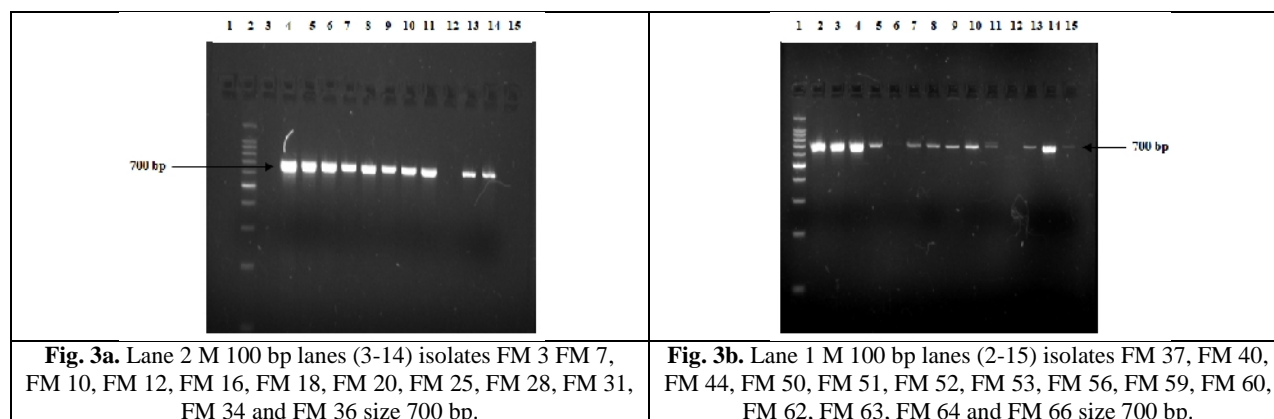 1 2 3 4 5 6 7 8 9 10 11 12 13 14 15
700 bp
Fig. 3a. Lane 2 M 100 bp lanes (3-14) isolates FM 3 FM 7,
FM 10, FM 12, FM 16, FM 18, FM 20, FM 25, FM 28, FM 31,
FM 34 and FM 36 size 700 bp.
1 2 3 4 5 6 7 8 9 10 11 12 13 14 15
700 bp
Fig. 3b. Lane 1 M 100 bp lanes (2-15) isolates FM 37, FM 40,
FM 44, FM 50, FM 51, FM 52, FM 53, FM 56, FM 59, FM 60,
FM 62, FM 63, FM 64 and FM 66 size 700 bp.